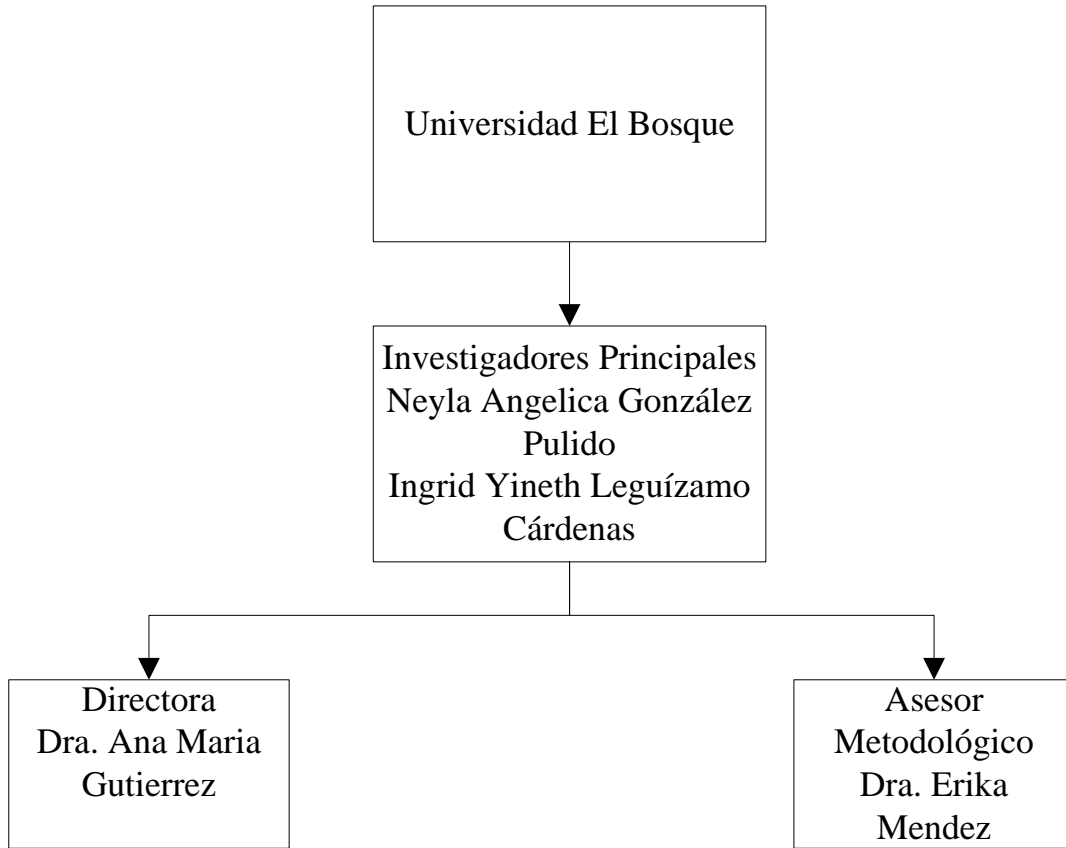 Universidad El Bosque
Investigadores Principales
Neyla Angelica González
Pulido
Ingrid Yineth Leguízamo
Cárdenas
Directora
Dra. Ana Maria
Gutierrez
Asesor
Metodológico
Dra. Erika
Mendez